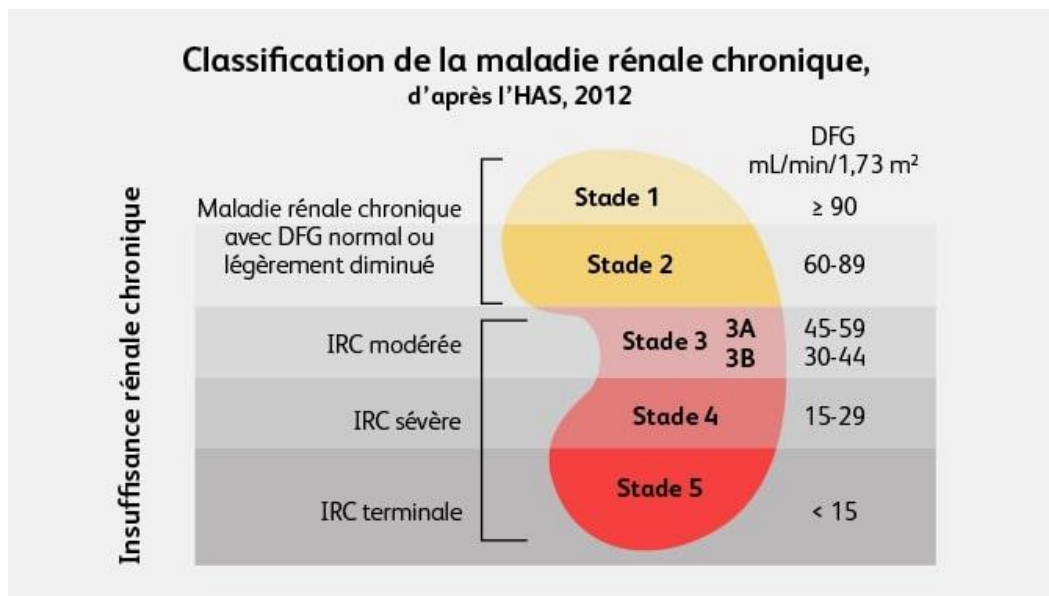 Classification de la maladie rénale chronique,
d'après l'HAS, 2012
DFG
mL/min/1,73 m²
Insuffisance rénale chronique
Maladie rénale chronique
avec DFG normal ou
légèrement diminué
Stade 1
≥ 90
Stade 2
60-89
IRC modérée
Stade 3
3A
45-59
3B
30-44
IRC sévère
Stade 4
15-29
IRC terminale
Stade 5
< 15